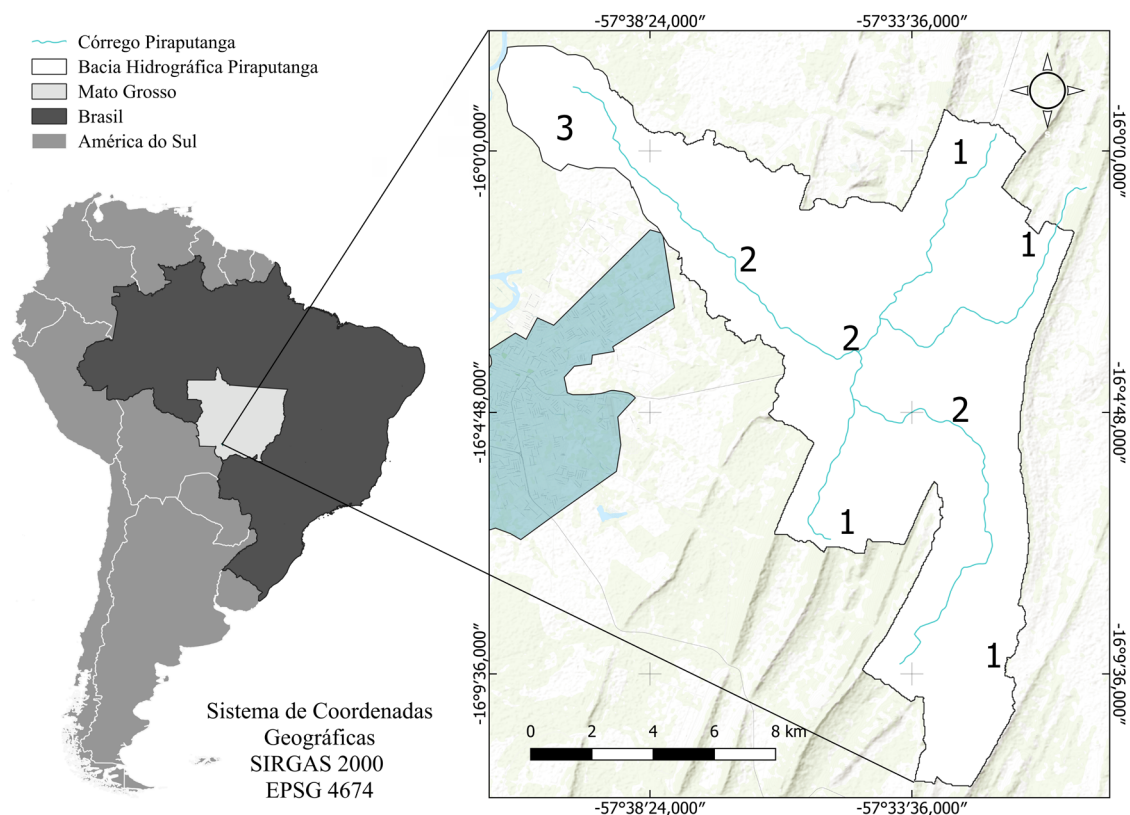 Córrego Piraputanga
Bacia Hidrográfica Piraputanga
Mato Grosso
Brasil
América do Sul
Sistema de Coordenadas
Geográficas
SIRGAS 2000
EPSG 4674
-57°38′24,000″
-57°33′36,000″
-16°0′0,000″
-16°4′48,000″
-16°9′36,000″
3
1
1
2
2
2
1
1
0 2 4 6 8 km
-16°0′0,000″
-16°4′48,000″
-16°9′36,000″
-57°38′24,000″
-57°33′36,000″